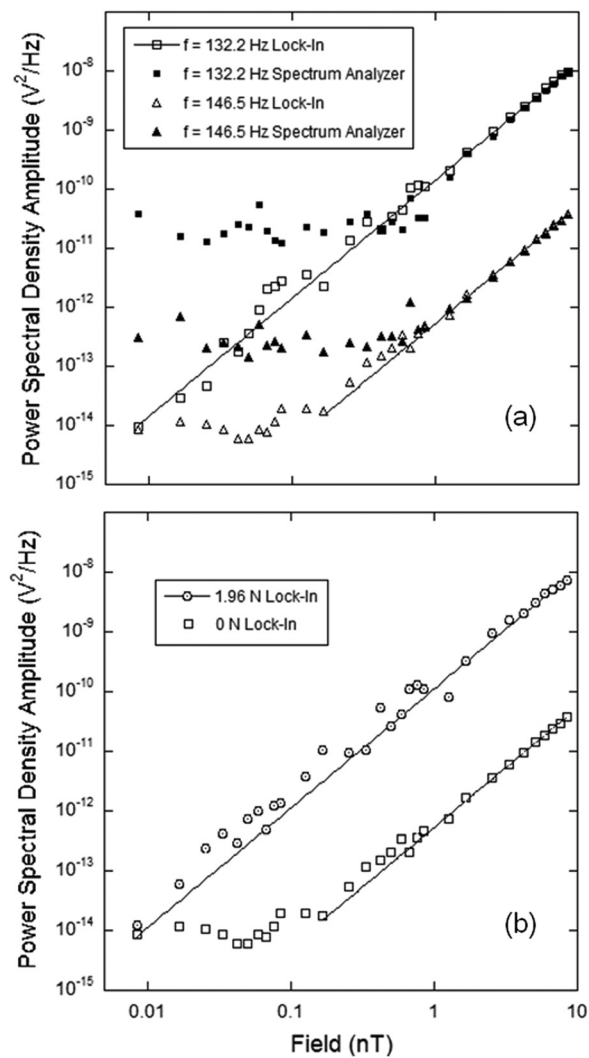 f = 132.2 Hz Lock-In
f = 132.2 Hz Spectrum Analyzer
f = 146.5 Hz Lock-In
f = 146.5 Hz Spectrum Analyzer
10⁻⁸
10⁻⁹
10⁻¹⁰
10⁻¹¹
10⁻¹²
10⁻¹³
10⁻¹⁴
10⁻¹⁵
Power Spectral Density Amplitude (V²/Hz)
(a)
1.96 N Lock-In
0 N Lock-In
10⁻⁸
10⁻⁹
10⁻¹⁰
10⁻¹¹
10⁻¹²
10⁻¹³
10⁻¹⁴
10⁻¹⁵
Power Spectral Density Amplitude (V²/Hz)
(b)
0.01 0.1 1 10
Field (nT)